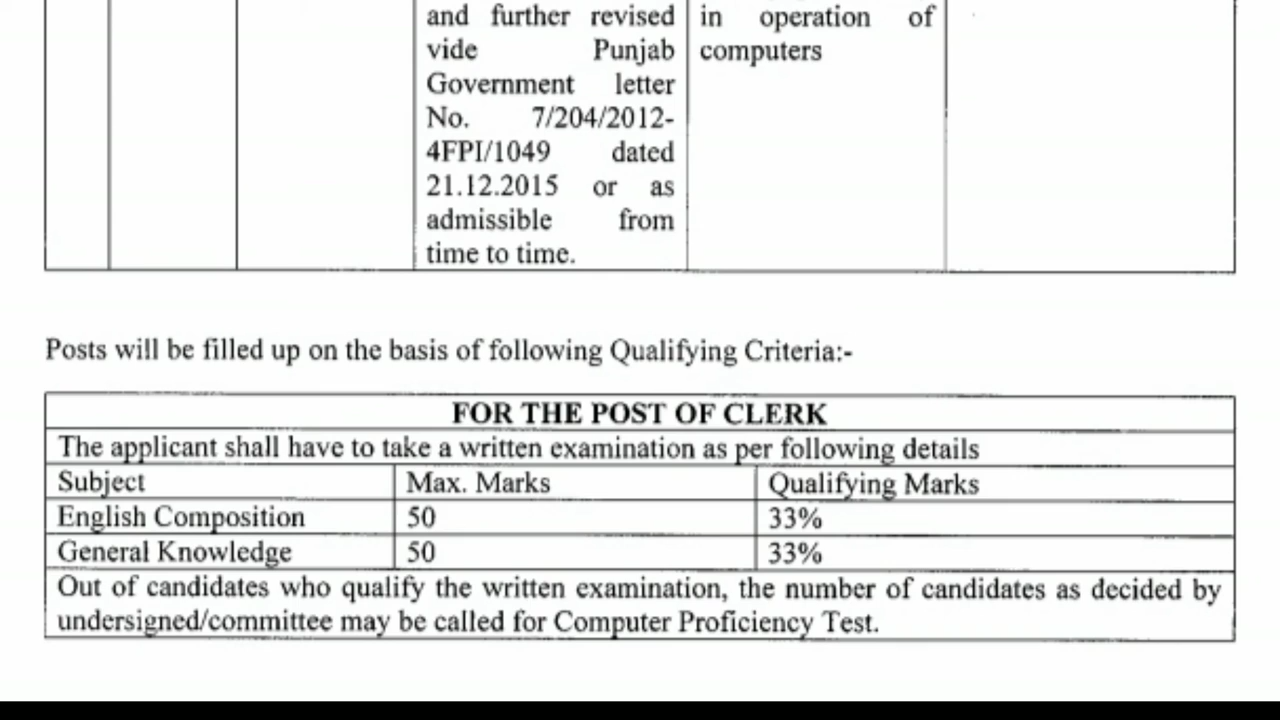 and further revised
vide Punjab
Government letter
No. 7/204/2012-
4FPI/1049 dated
21.12.2015 or as
admissible from
time to time.
in operation of
computers
Posts will be filled up on the basis of following Qualifying Criteria:-
FOR THE POST OF CLERK
The applicant shall have to take a written examination as per following details
Subject Max. Marks Qualifying Marks
English Composition 50 33%
General Knowledge 50 33%
Out of candidates who qualify the written examination, the number of candidates as decided by
undersigned/committee may be called for Computer Proficiency Test.